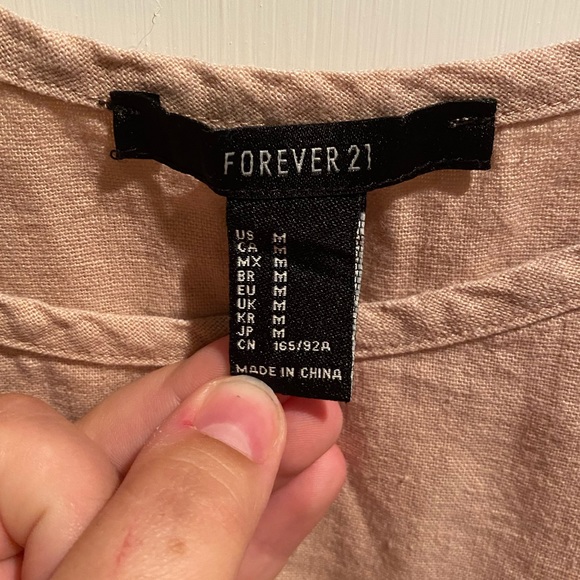 FOREVER 21
US M
CA M
MX M
BR M
EU M
UK M
KR M
JP M
CN 165/92A
MADE IN CHINA